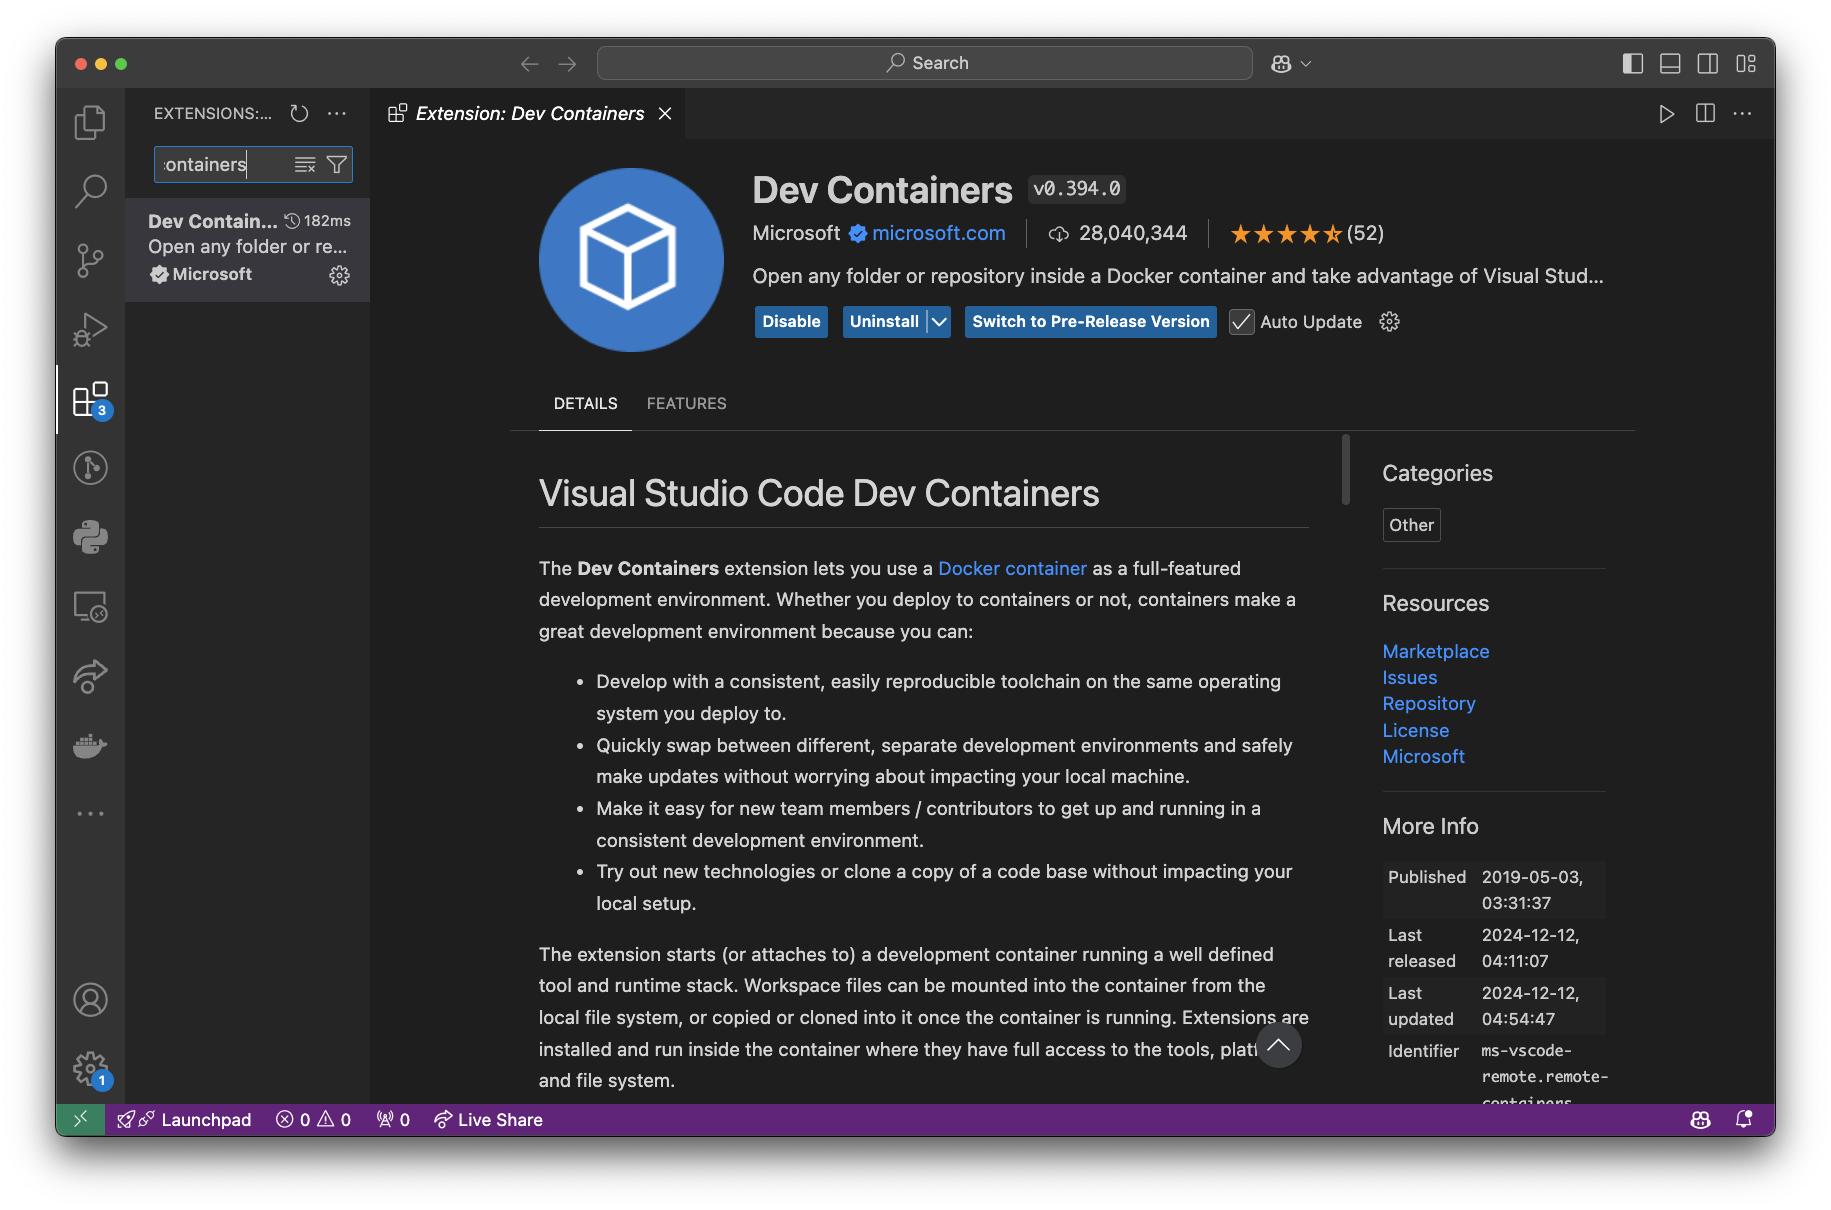 Search
EXTENSIONS:...
Extension: Dev Containers
ontainers
Dev Contain... 182ms
Open any folder or re...
Microsoft
Dev Containers v0.394.0
Microsoft microsoft.com 28,040,344 (52)
Open any folder or repository inside a Docker container and take advantage of Visual Stud...
Disable Uninstall Switch to Pre-Release Version Auto Update
DETAILS FEATURES
3
Visual Studio Code Dev Containers
The Dev Containers extension lets you use a Docker container as a full-featured
development environment. Whether you deploy to containers or not, containers make a
great development environment because you can:
• Develop with a consistent, easily reproducible toolchain on the same operating
system you deploy to.
• Quickly swap between different, separate development environments and safely
make updates without worrying about impacting your local machine.
• Make it easy for new team members / contributors to get up and running in a
consistent development environment.
• Try out new technologies or clone a copy of a code base without impacting your
local setup.
The extension starts (or attaches to) a development container running a well defined
tool and runtime stack. Workspace files can be mounted into the container from the
local file system, or copied or cloned into it once the container is running. Extensions are
installed and run inside the container where they have full access to the tools, platf
and file system.
Categories
Other
Resources
Marketplace
Issues
Repository
License
Microsoft
More Info
Published 2019-05-03,
03:31:37
Last 2024-12-12,
released 04:11:07
Last 2024-12-12,
updated 04:54:47
Identifier ms-vscode-
remote.remote-
containers
1
Launchpad 0 0 0 Live Share